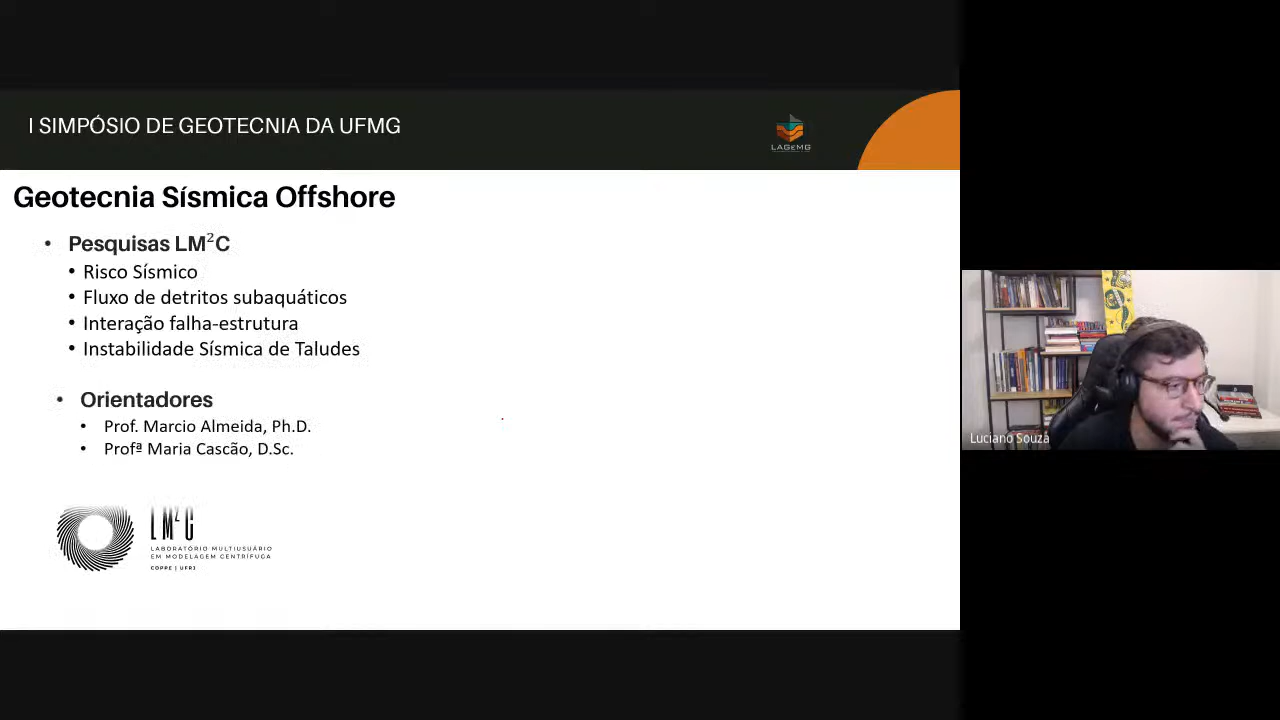 I SIMPÓSIO DE GEOTECNIA DA UFMG
LAGEMG
Geotecnia Sísmica Offshore
• Pesquisas LM²C
• Risco Sísmico
• Fluxo de detritos subaquáticos
• Interação falha-estrutura
• Instabilidade Sísmica de Taludes
• Orientadores
• Prof. Marcio Almeida, Ph.D.
• Profª Maria Cascão, D.Sc.
LM²C
LABORATÓRIO MULTIUSUÁRIO
EM MODELAGEM CENTRÍFUGA
COPPE | UFRJ
Luciano Souza